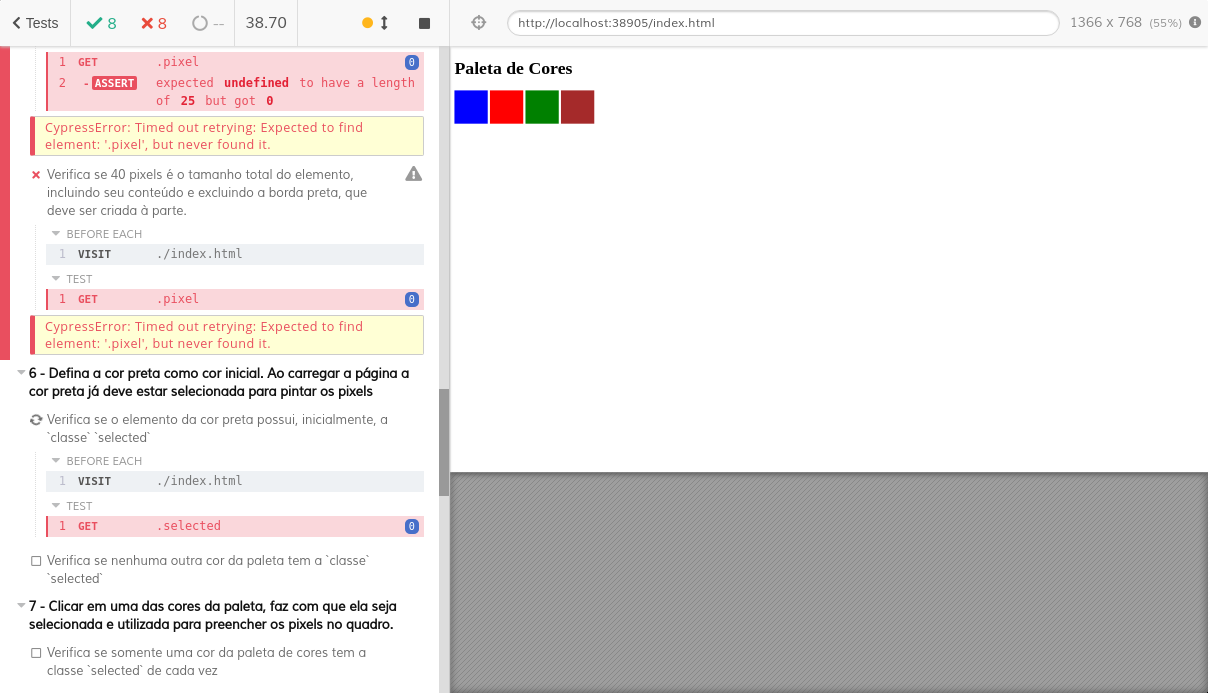 Tests
8
8
--
38.70
http://localhost:38905/index.html
1366 x 768 (55%)
1 GET .pixel 0
2 -ASSERT expected undefined to have a length
of 25 but got 0
CypressError: Timed out retrying: Expected to find
element: '.pixel', but never found it.
Verifica se 40 pixels é o tamanho total do elemento,
incluindo seu conteúdo e excluindo a borda preta, que
deve ser criada à parte.
BEFORE EACH
1 VISIT ./index.html
TEST
1 GET .pixel 0
CypressError: Timed out retrying: Expected to find
element: '.pixel', but never found it.
6 - Defina a cor preta como cor inicial. Ao carregar a página a
cor preta já deve estar selecionada para pintar os pixels
Verifica se o elemento da cor preta possui, inicialmente, a
`classe` `selected`
BEFORE EACH
1 VISIT ./index.html
TEST
1 GET .selected 0
Verifica se nenhuma outra cor da paleta tem a `classe`
`selected`
7 - Clicar em uma das cores da paleta, faz com que ela seja
selecionada e utilizada para preencher os pixels no quadro.
Verifica se somente uma cor da paleta de cores tem a
classe `selected` de cada vez
Paleta de Cores